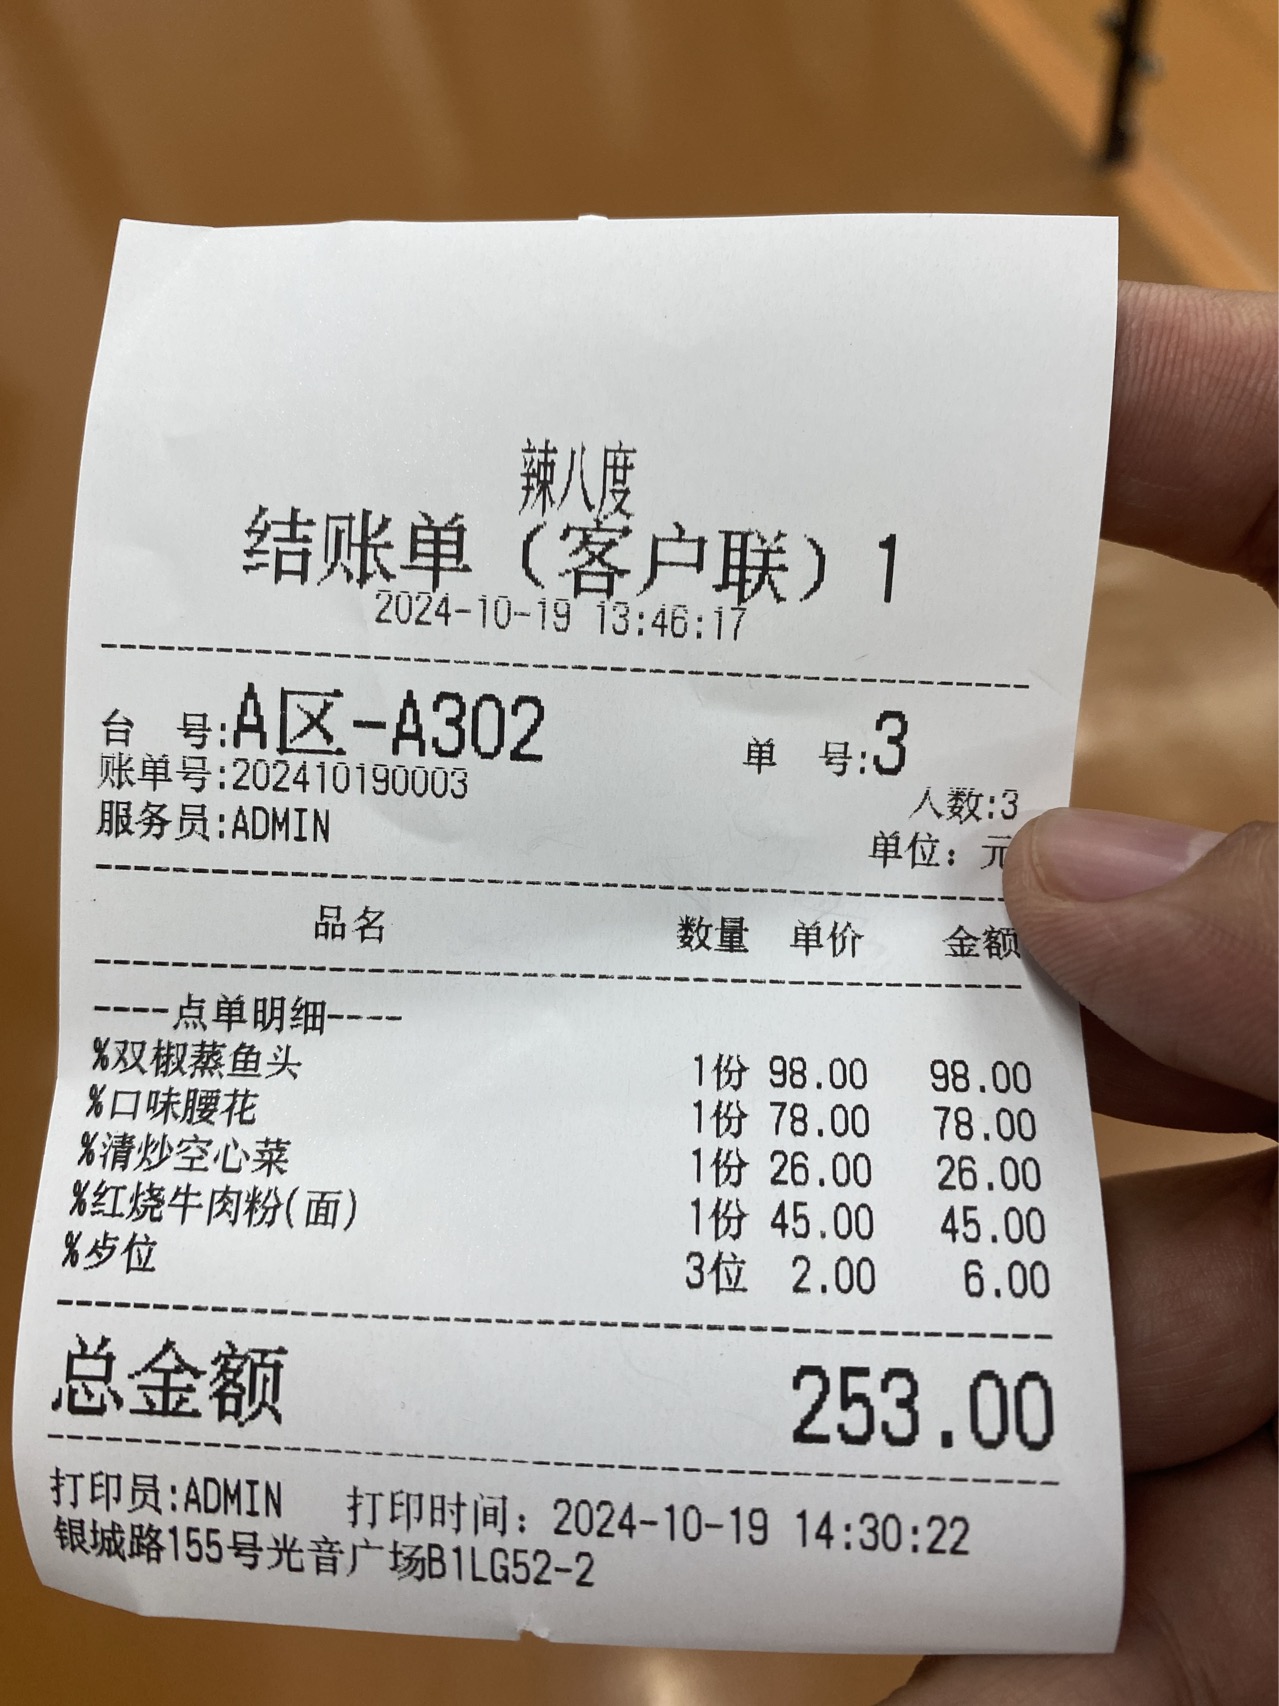 辣八度
结账单（客户联）1
2024-10-19 13:46:17
台 号:A区-A302 单 号:3
账单号:202410190003 人数:3
服务员:ADMIN 单位：元
品名 数量 单价 金额
----点单明细----
%双椒蒸鱼头 1份 98.00 98.00
%口味腰花 1份 78.00 78.00
%清炒空心菜 1份 26.00 26.00
%红烧牛肉粉(面) 1份 45.00 45.00
%歺位 3位 2.00 6.00
总金额 253.00
打印员:ADMIN 打印时间：2024-10-19 14:30:22
银城路155号光音广场B1LG52-2